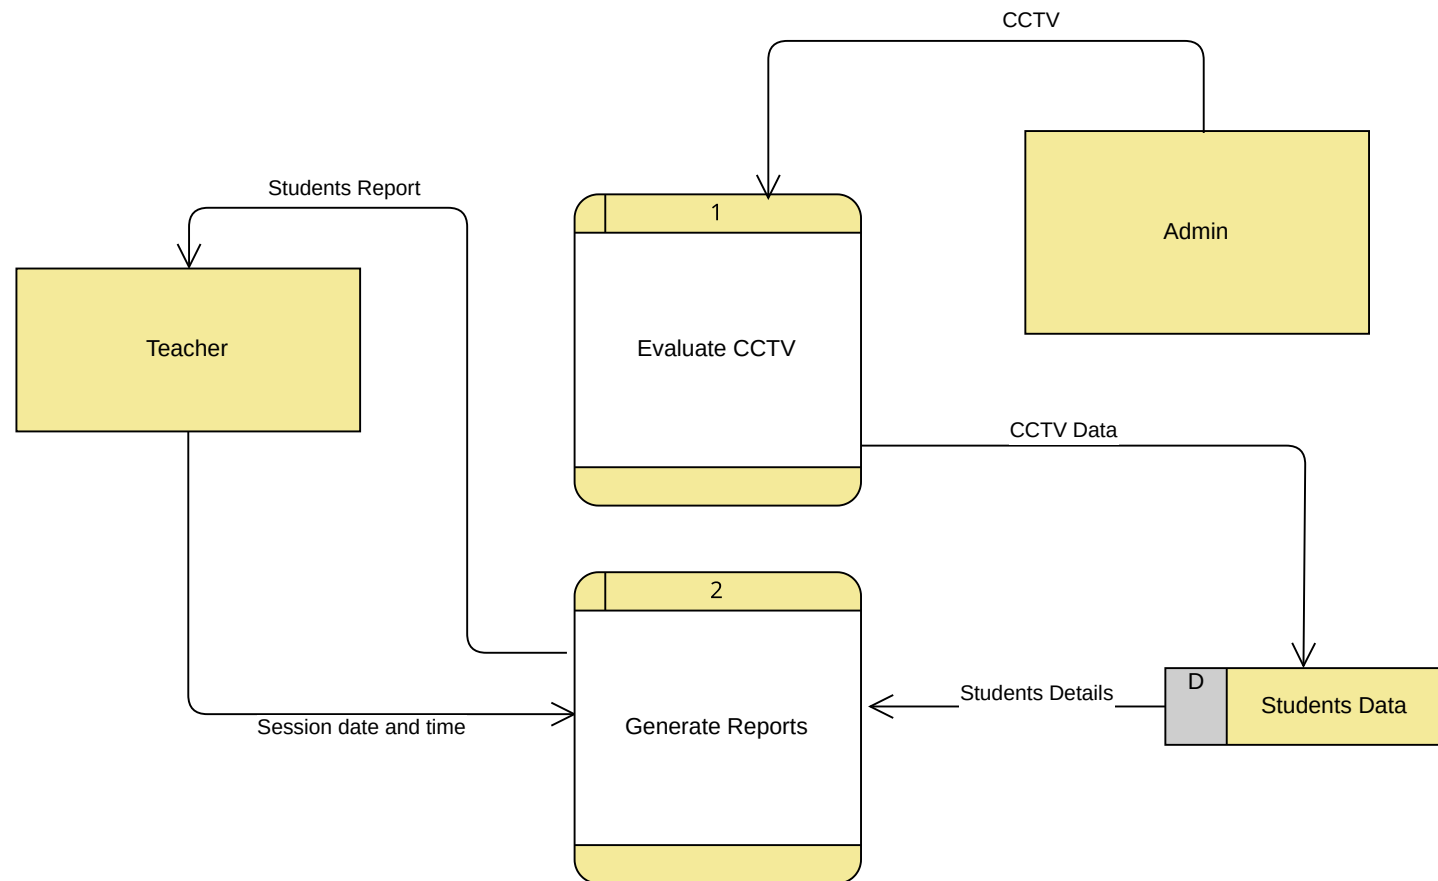 CCTV
Students Report
1
Admin
Teacher
Evaluate CCTV
CCTV Data
2
D
Students Details
Students Data
Session date and time
Generate Reports